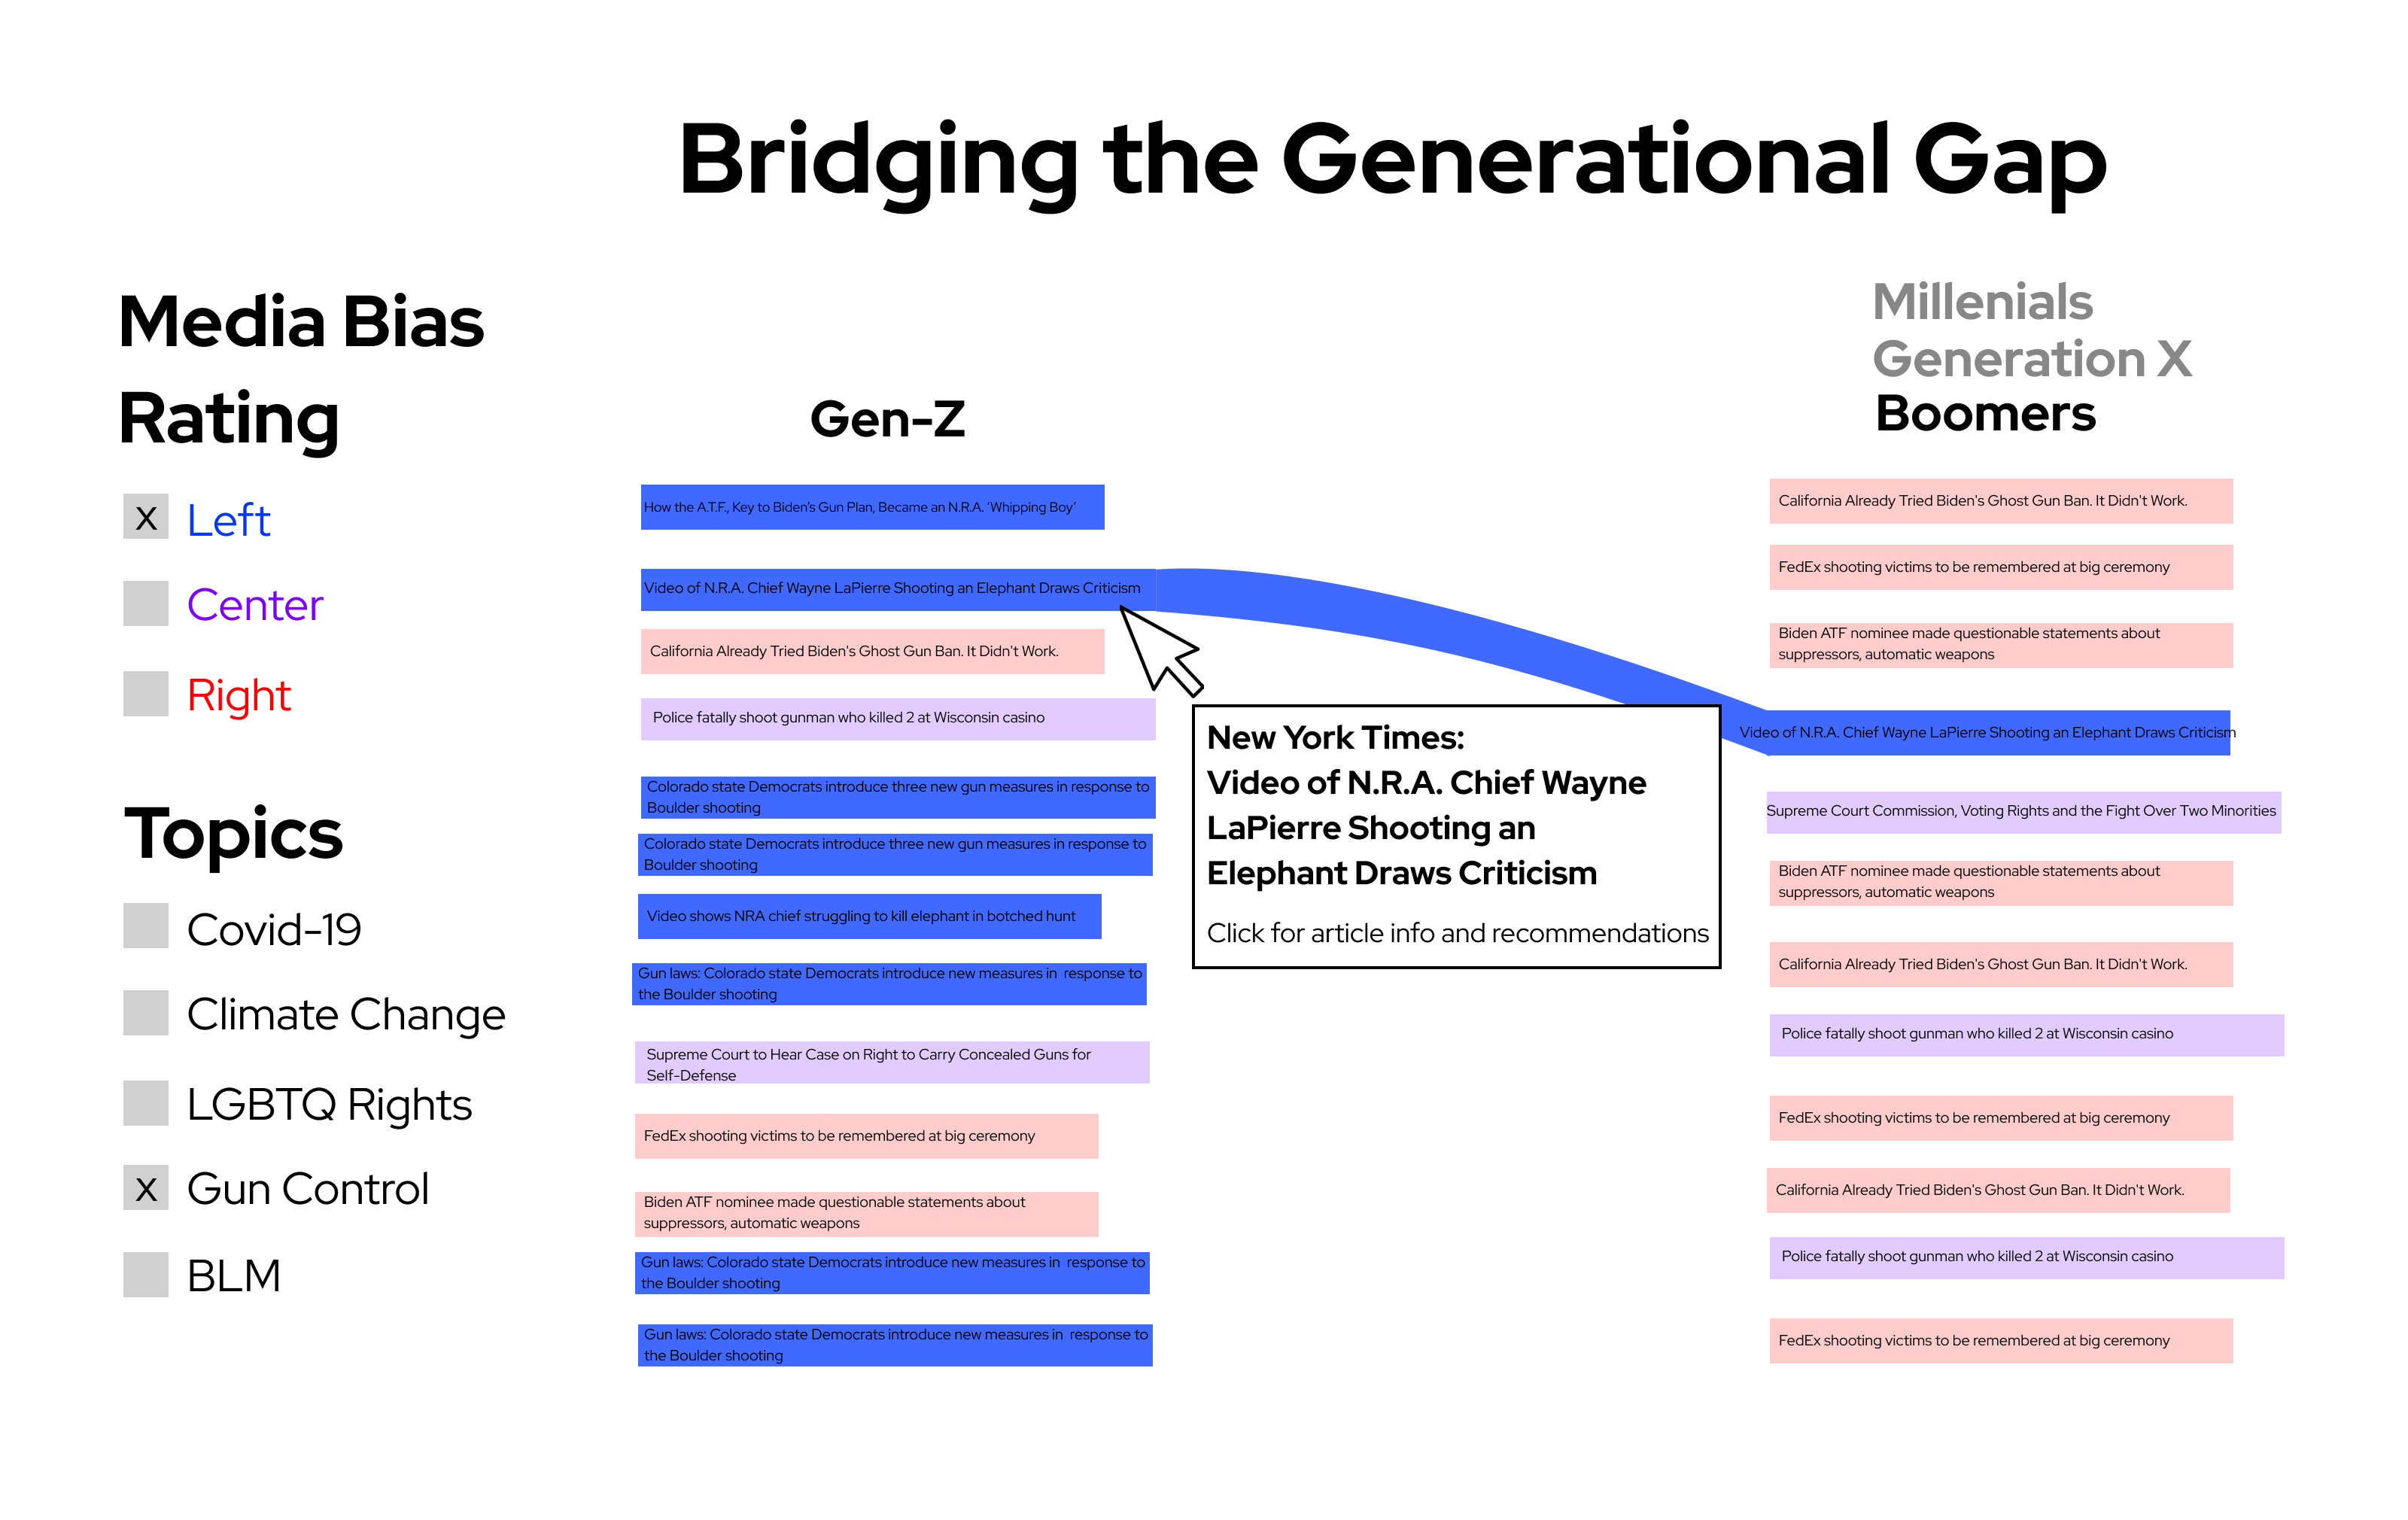 Bridging the Generational Gap
Media Bias
Rating
X Left
Center
Right
Topics
Covid-19
Climate Change
LGBTQ Rights
X Gun Control
BLM
Gen-Z
How the A.T.F., Key to Biden’s Gun Plan, Became an N.R.A. ‘Whipping Boy’
Video of N.R.A. Chief Wayne LaPierre Shooting an Elephant Draws Criticism
California Already Tried Biden's Ghost Gun Ban. It Didn't Work.
Police fatally shoot gunman who killed 2 at Wisconsin casino
Colorado state Democrats introduce three new gun measures in response to
Boulder shooting
Colorado state Democrats introduce three new gun measures in response to
Boulder shooting
Video shows NRA chief struggling to kill elephant in botched hunt
Gun laws: Colorado state Democrats introduce new measures in response to
the Boulder shooting
Supreme Court to Hear Case on Right to Carry Concealed Guns for
Self-Defense
FedEx shooting victims to be remembered at big ceremony
Biden ATF nominee made questionable statements about
suppressors, automatic weapons
Gun laws: Colorado state Democrats introduce new measures in response to
the Boulder shooting
Gun laws: Colorado state Democrats introduce new measures in response to
the Boulder shooting
New York Times:
Video of N.R.A. Chief Wayne
LaPierre Shooting an
Elephant Draws Criticism
Click for article info and recommendations
Millenials
Generation X
Boomers
California Already Tried Biden's Ghost Gun Ban. It Didn't Work.
FedEx shooting victims to be remembered at big ceremony
Biden ATF nominee made questionable statements about
suppressors, automatic weapons
Video of N.R.A. Chief Wayne LaPierre Shooting an Elephant Draws Criticism
Supreme Court Commission, Voting Rights and the Fight Over Two Minorities
Biden ATF nominee made questionable statements about
suppressors, automatic weapons
California Already Tried Biden's Ghost Gun Ban. It Didn't Work.
Police fatally shoot gunman who killed 2 at Wisconsin casino
FedEx shooting victims to be remembered at big ceremony
California Already Tried Biden's Ghost Gun Ban. It Didn't Work.
Police fatally shoot gunman who killed 2 at Wisconsin casino
FedEx shooting victims to be remembered at big ceremony